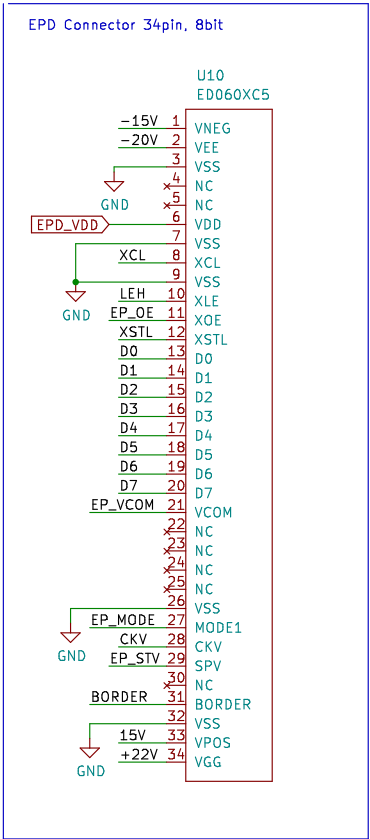 EPD Connector 34pin, 8bit
U10
ED060XC5
-15V 1 VNEG
-20V 2 VEE
3 VSS
4 NC
GND
5 NC
EPD_VDD 6 VDD
7 VSS
XCL 8 XCL
9 VSS
LEH 10 XLE
GND
EP_OE 11 XOE
XSTL 12 XSTL
D0 13 D0
D1 14 D1
D2 15 D2
D3 16 D3
D4 17 D4
D5 18 D5
D6 19 D6
D7 20 D7
EP_VCOM 21 VCOM
22 NC
23 NC
24 NC
25 NC
26 VSS
EP_MODE 27 MODE1
CKV 28 CKV
GND
EP_STV 29 SPV
30 NC
BORDER 31 BORDER
32 VSS
15V 33 VPOS
+22V 34 VGG
GND